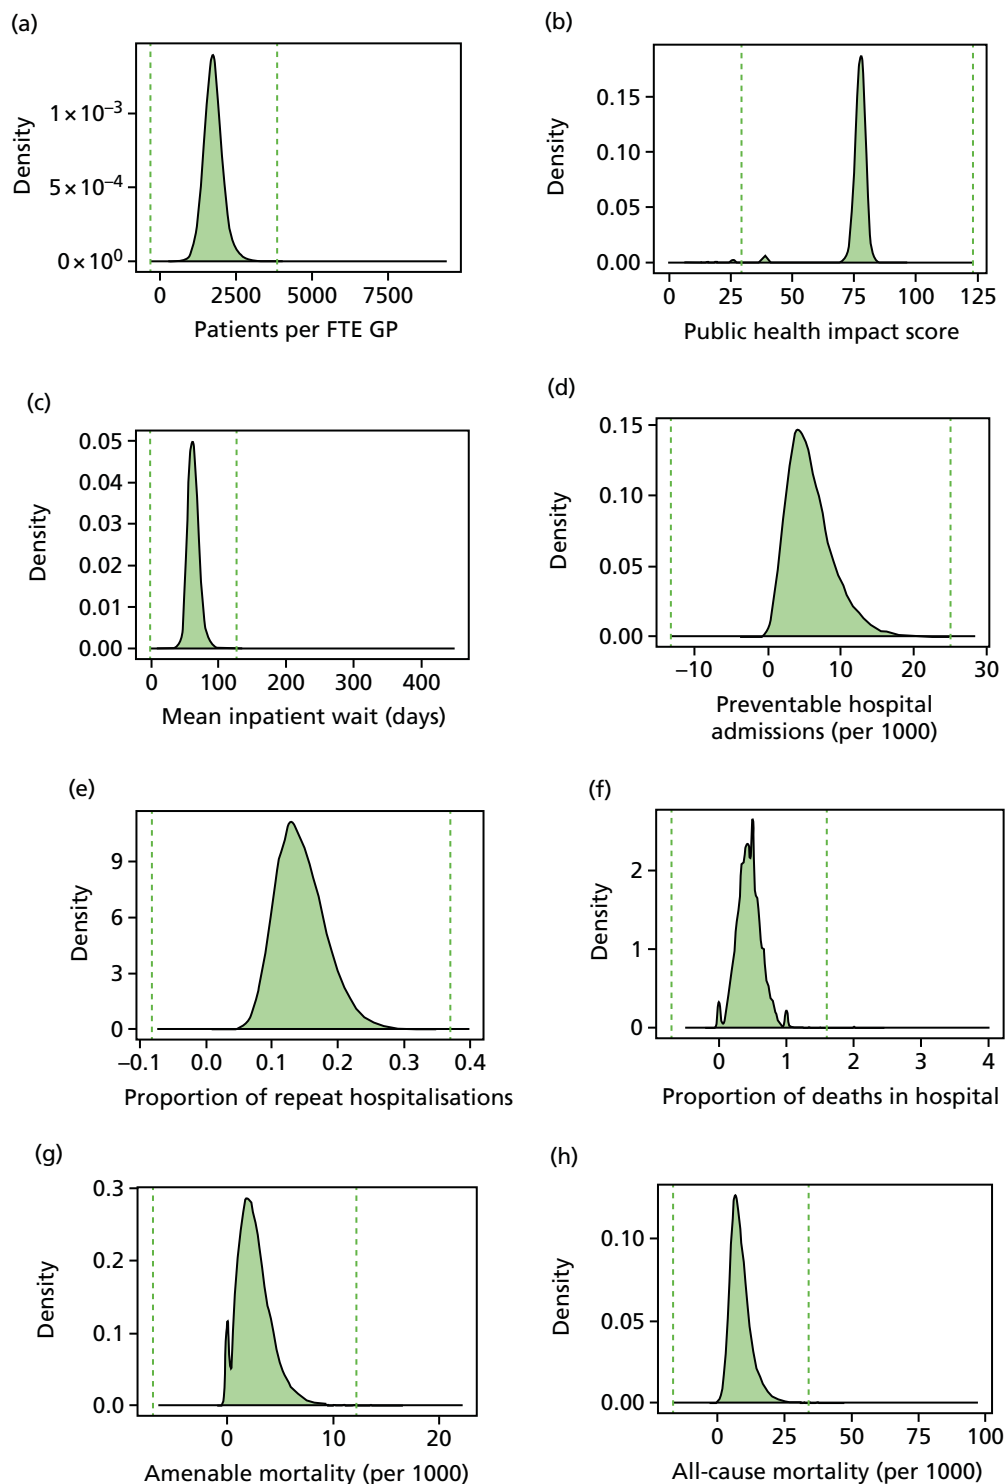 (a)
Density
1 × 10⁻³
5 × 10⁻⁴
0 × 10⁰
0 2500 5000 7500
Patients per FTE GP
(b)
Density
0.15
0.10
0.05
0.00
0 25 50 75 100 125
Public health impact score
(c)
Density
0.05
0.04
0.03
0.02
0.01
0.00
0 100 200 300 400
Mean inpatient wait (days)
(d)
Density
0.15
0.10
0.05
0.00
−10 0 10 20 30
Preventable hospital
admissions (per 1000)
(e)
Density
9
6
3
0
−0.1 0.0 0.1 0.2 0.3 0.4
Proportion of repeat hospitalisations
(f)
Density
2
1
0
0 1 2 3 4
Proportion of deaths in hospital
(g)
Density
0.3
0.2
0.1
0.0
0 10 20
Amenable mortality (per 1000)
(h)
Density
0.10
0.05
0.00
0 25 50 75 100
All-cause mortality (per 1000)